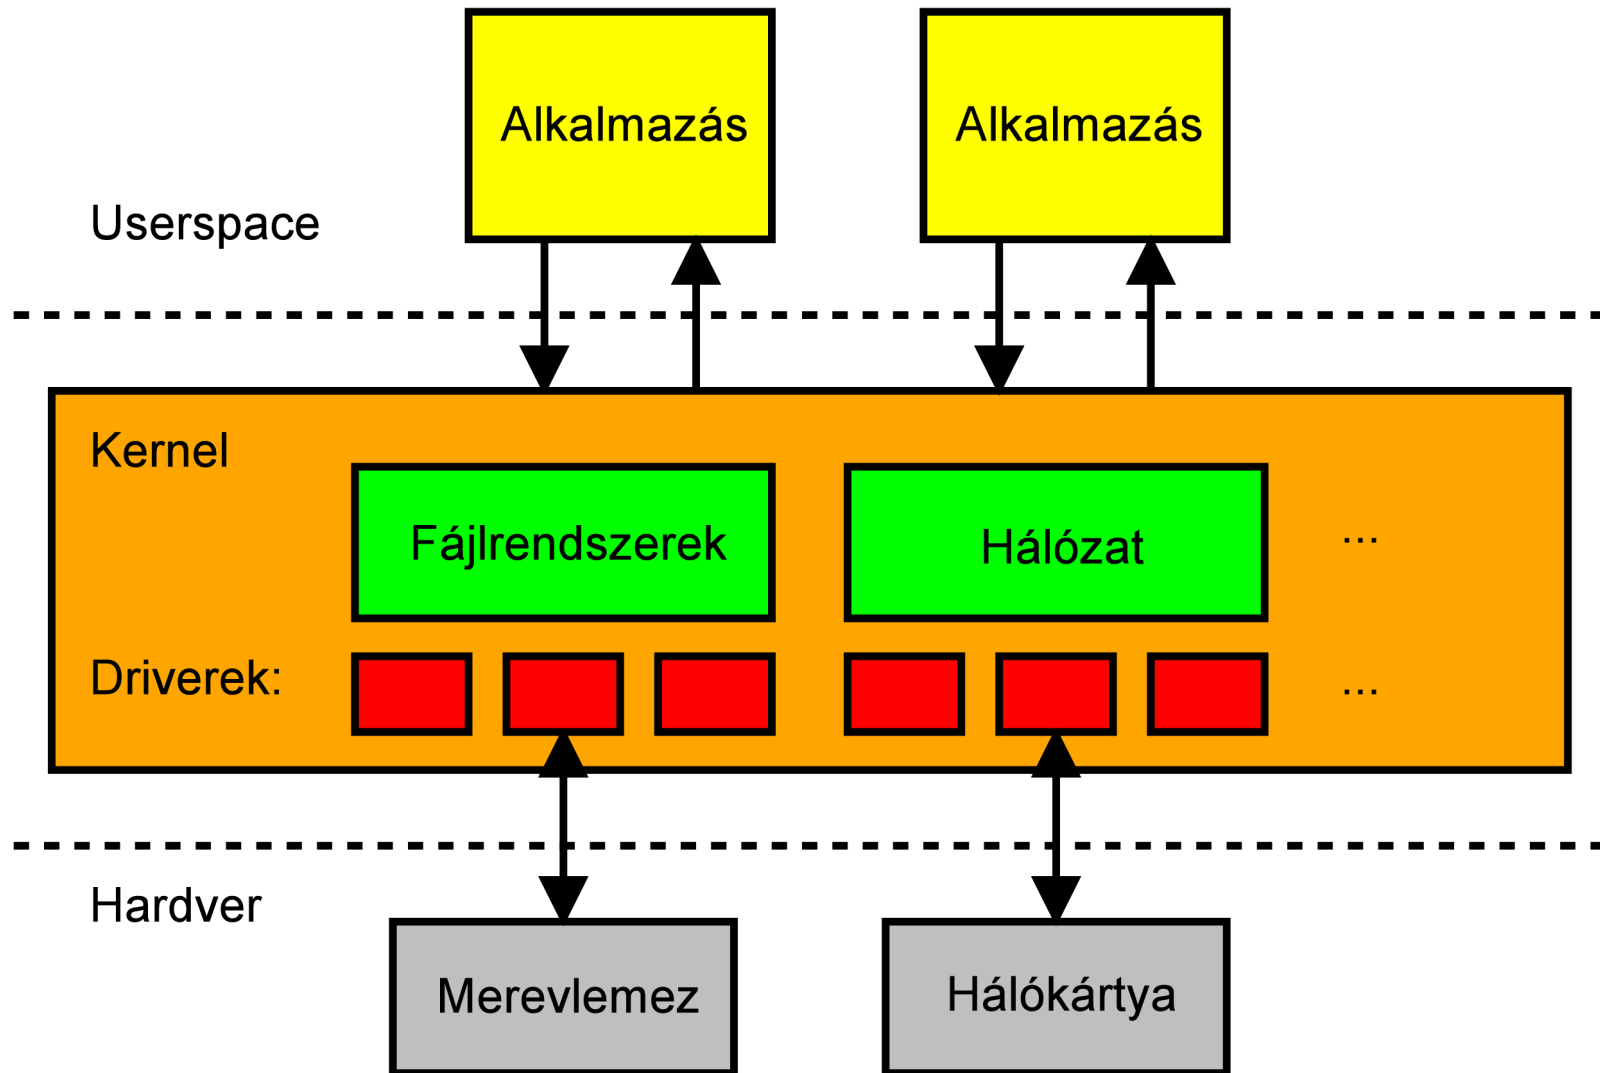 Alkalmazás
Alkalmazás
Userspace
Kernel
Fájlrendszerek
Hálózat
...
Driverek:
...
Hardver
Merevlemez
Hálókártya